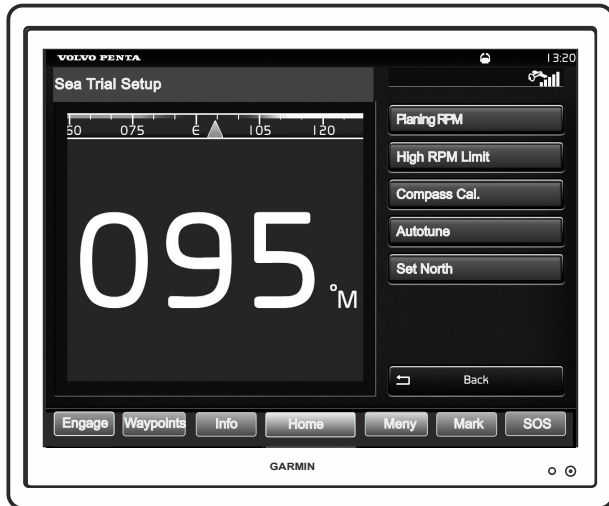 VOLVO PENTA 13:20
Sea Trial Setup
60 075 E 105 120
095 °M
Planing RPM
High RPM Limit
Compass Cal.
Autotune
Set North
Back
Engage Waypoints Info Home Meny Mark SOS
GARMIN